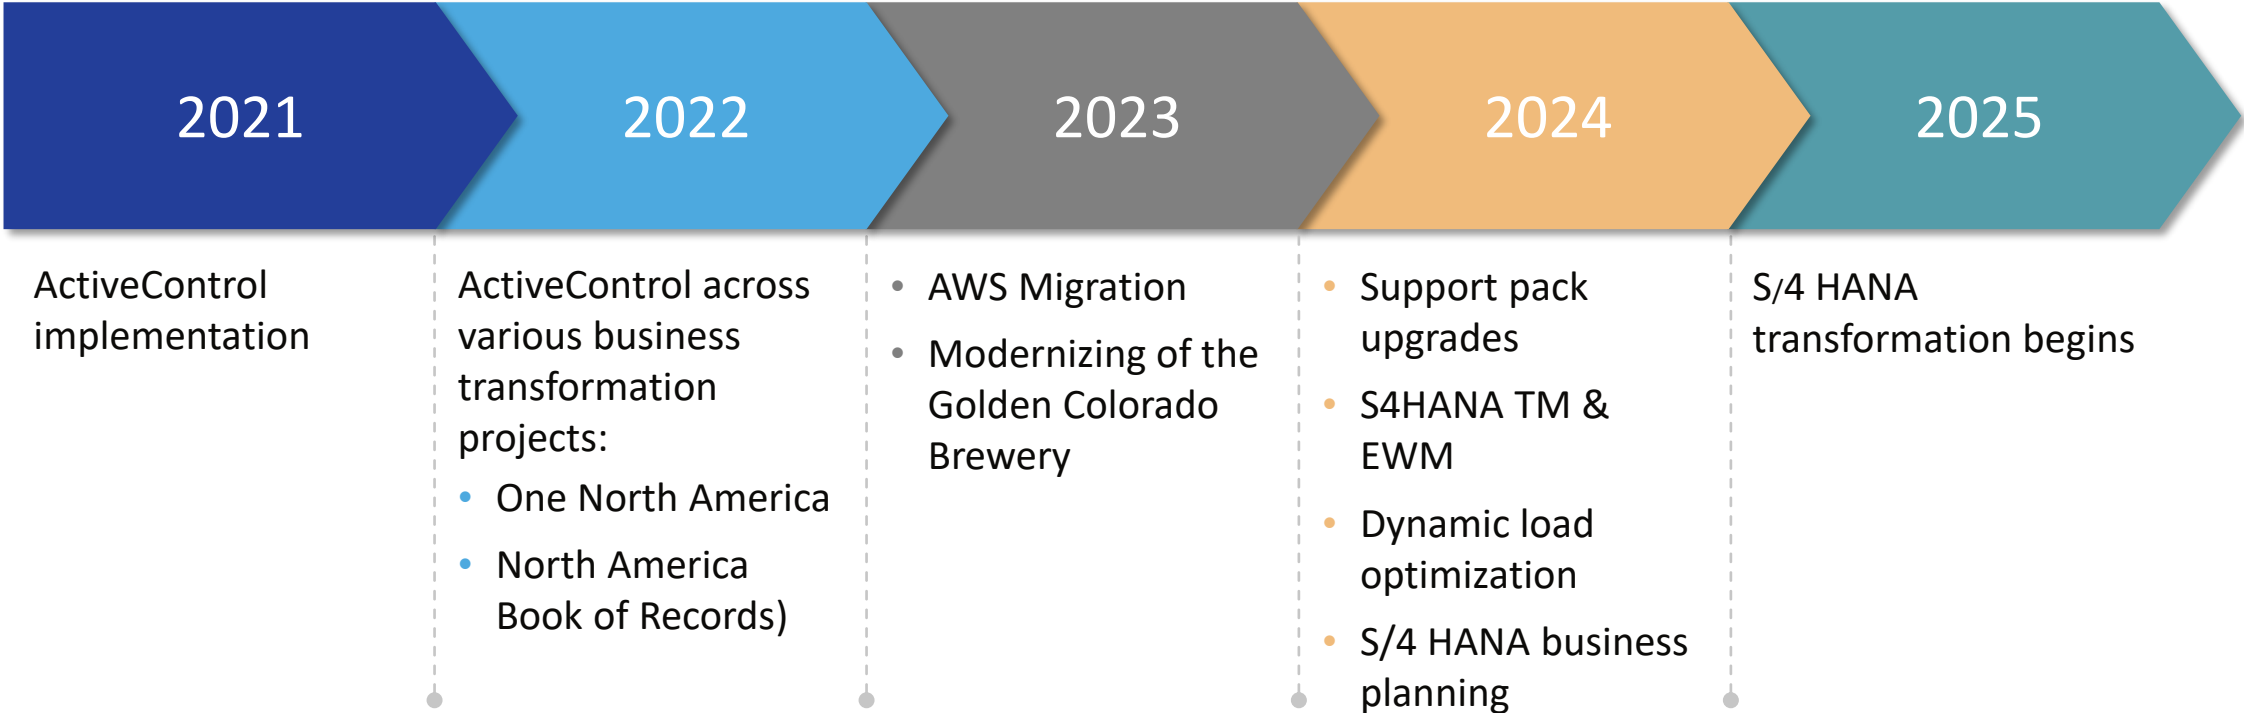 2021
2022
2023
2024
2025
ActiveControl
implementation
ActiveControl across
various business
transformation
projects:
• One North America
• North America
Book of Records)
• AWS Migration
• Modernizing of the
Golden Colorado
Brewery
• Support pack
upgrades
• S4HANA TM &
EWM
• Dynamic load
optimization
• S/4 HANA business
planning
S/4 HANA
transformation begins